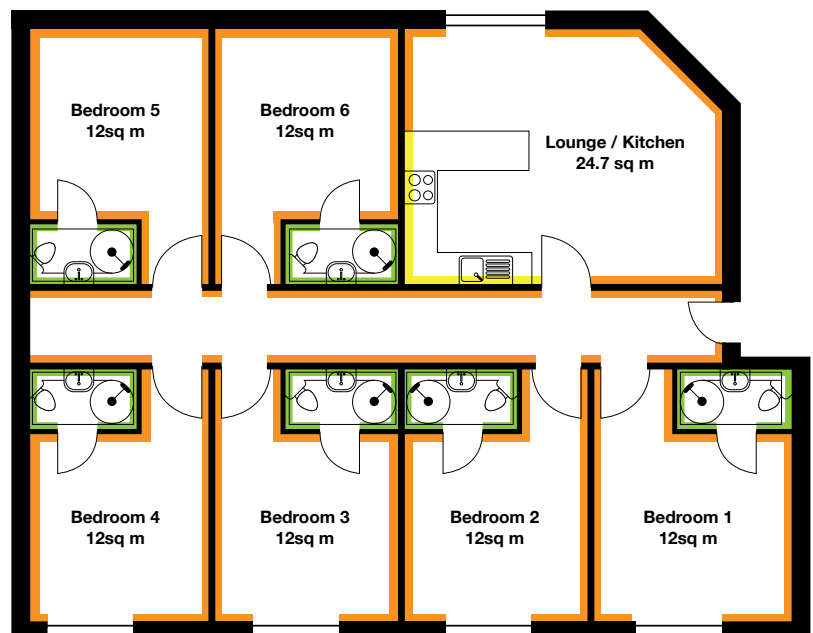 Bedroom 5
12sq m
Bedroom 6
12sq m
Lounge / Kitchen
24.7 sq m
Bedroom 4
12sq m
Bedroom 3
12sq m
Bedroom 2
12sq m
Bedroom 1
12sq m